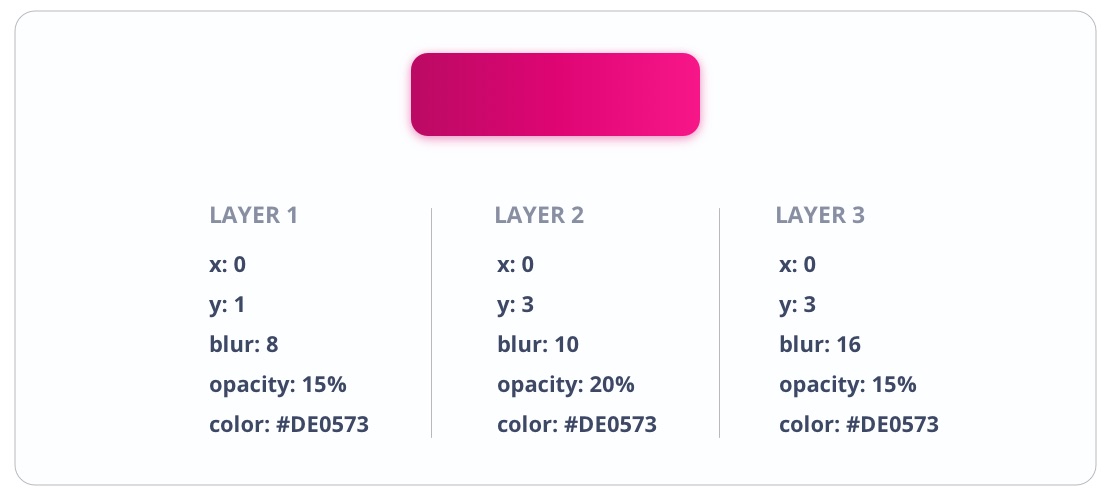 LAYER 1
x: 0
y: 1
blur: 8
opacity: 15%
color: #DE0573
LAYER 2
x: 0
y: 3
blur: 10
opacity: 20%
color: #DE0573
LAYER 3
x: 0
y: 3
blur: 16
opacity: 15%
color: #DE0573